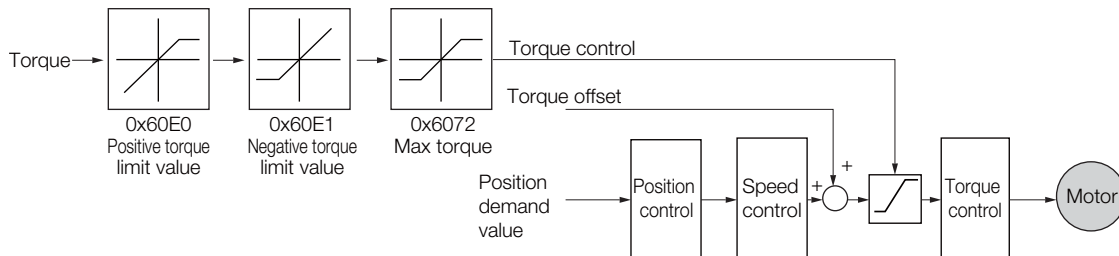 Torque
0x60E0
Positive torque
limit value
0x60E1
Negative torque
limit value
0x6072
Max torque
Torque control
Torque offset
Position
demand
value
Position
control
Speed
control
+
+
Torque
control
Motor